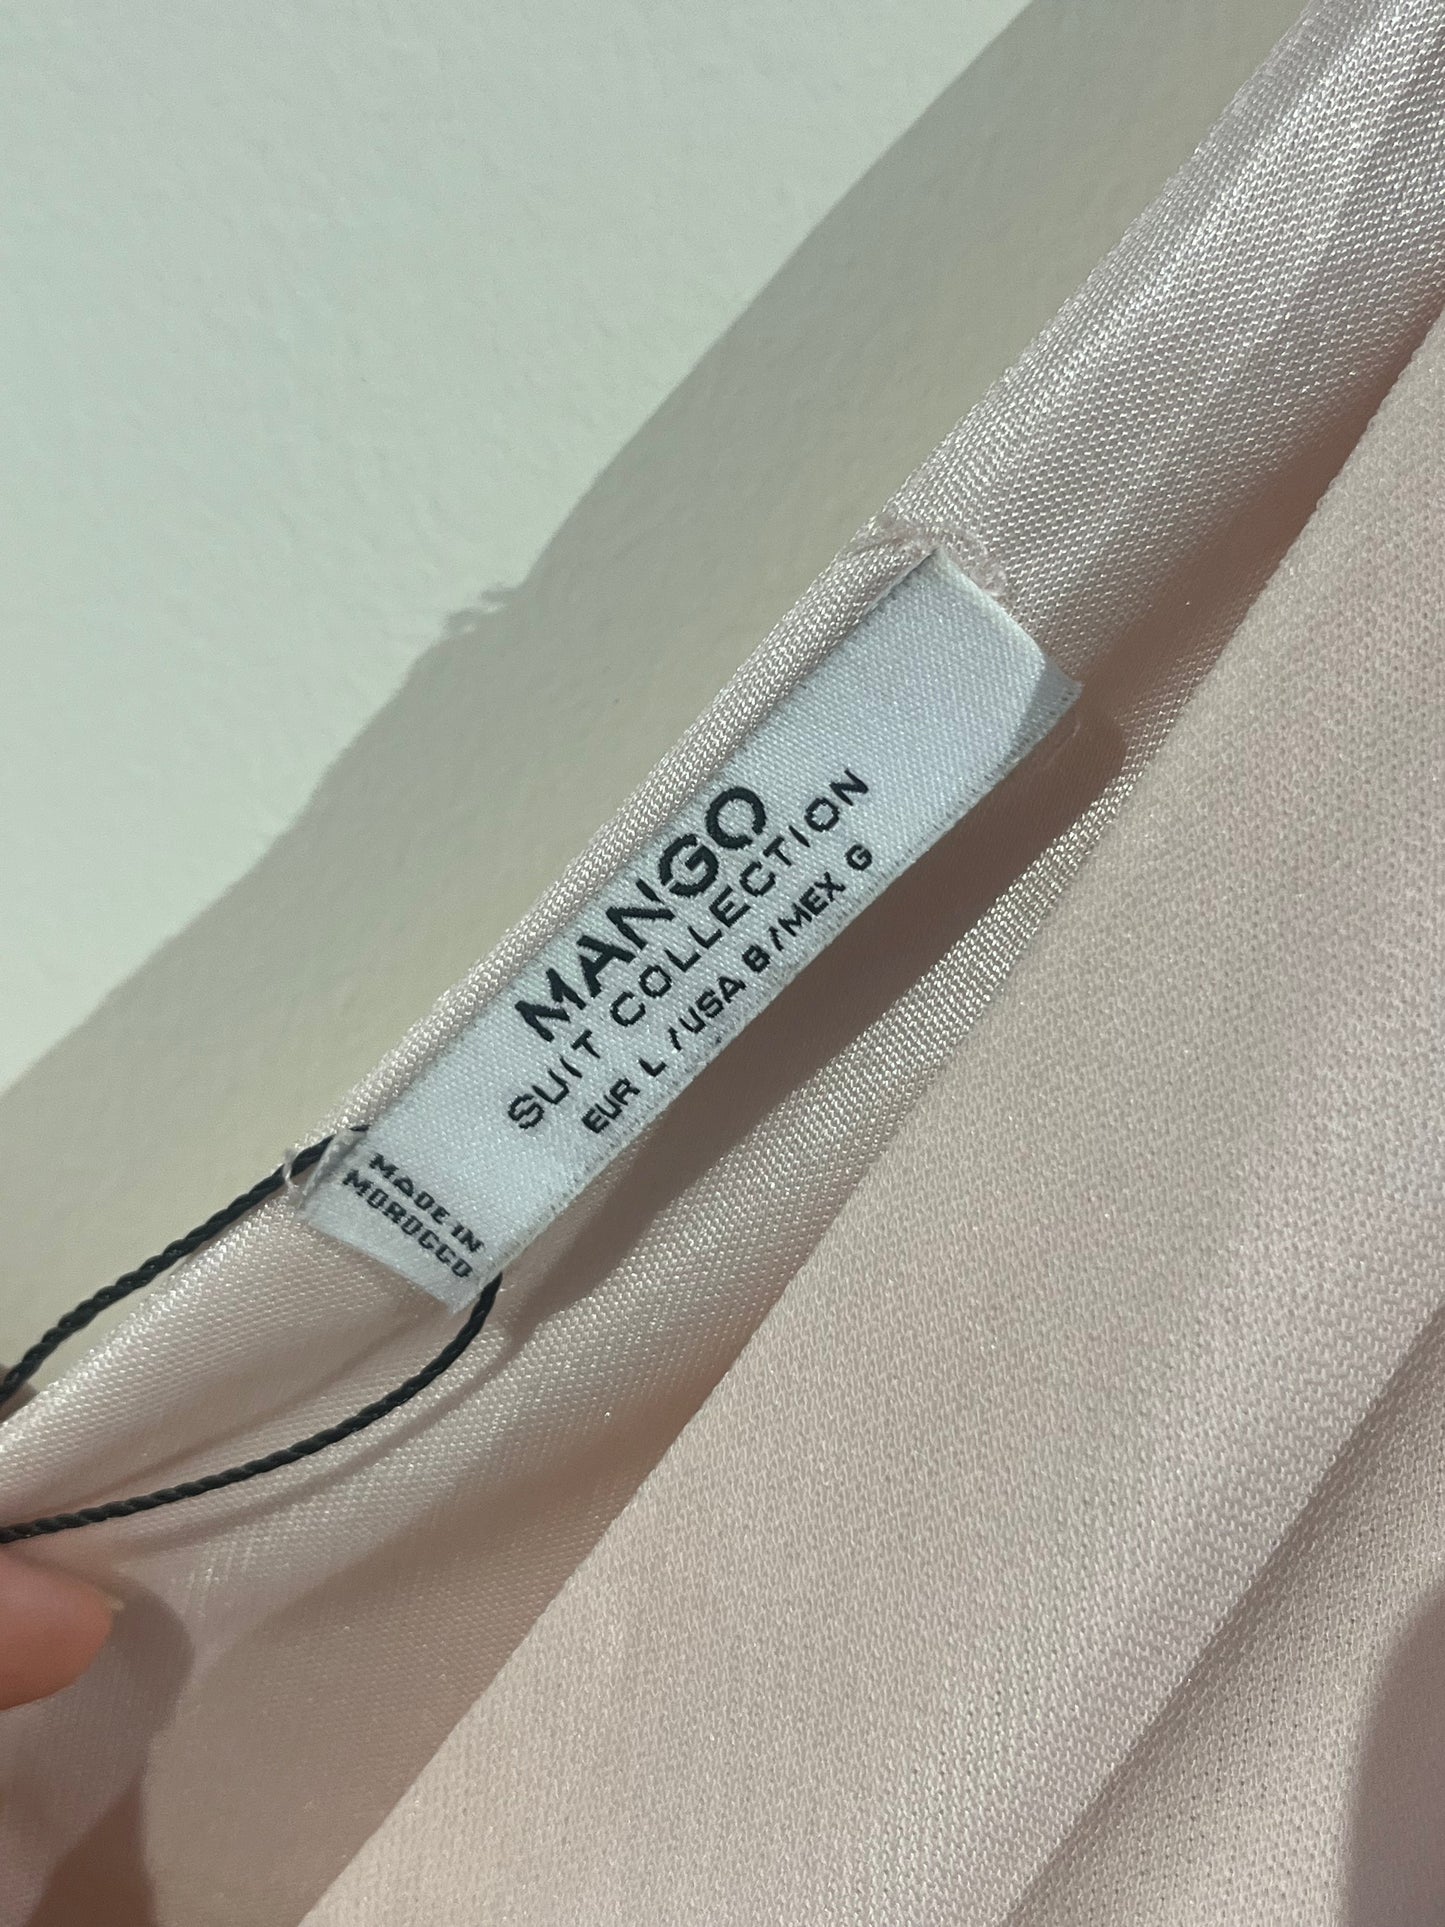 MANGO
SUIT COLLECTION
EUR L / USA 8 / MEX G
MADE IN
MOROCCO